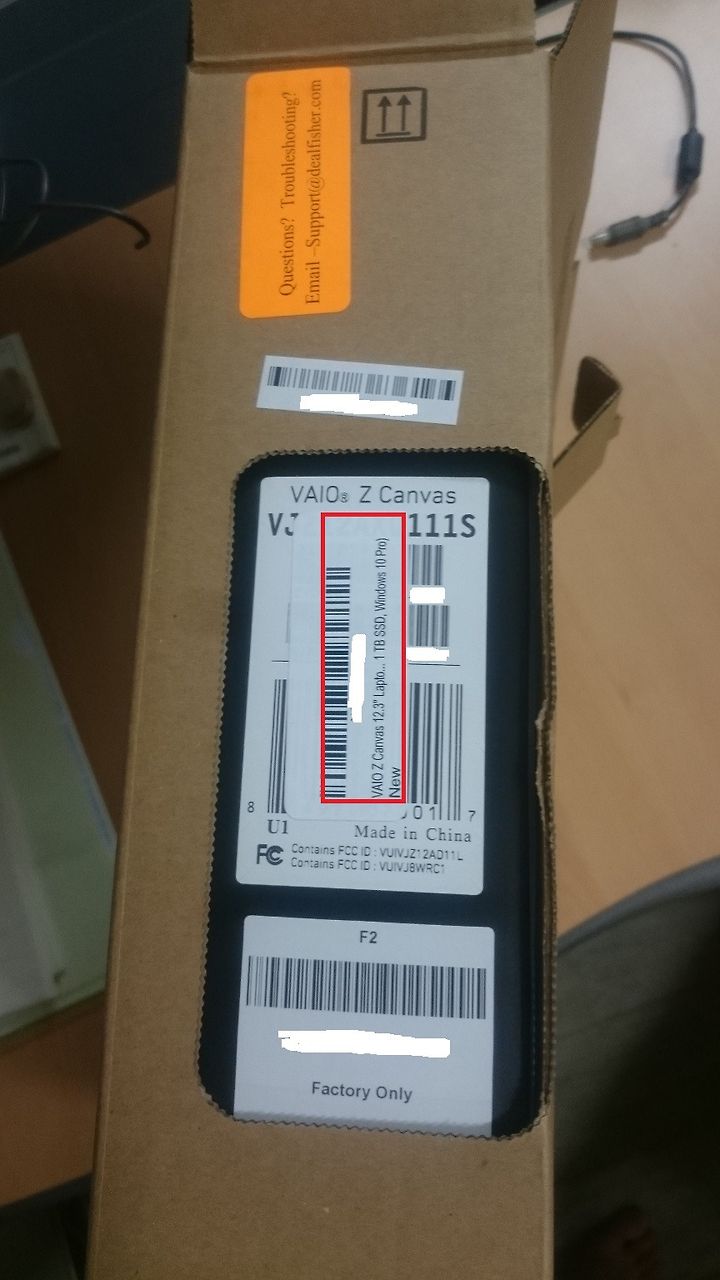 Questions? Troubleshooting?
Email –Support@dealfisher.com
VAIO® Z Canvas
111S
VAIO Z Canvas 12.3" Lapto... 1 TB SSD, Windows 10 Pro)
New
8
01
7
Made in China
FC Contains FCC ID : VUIVJZ12AD11L
Contains FCC ID : VUIVJ8WRC1
F2
Factory Only